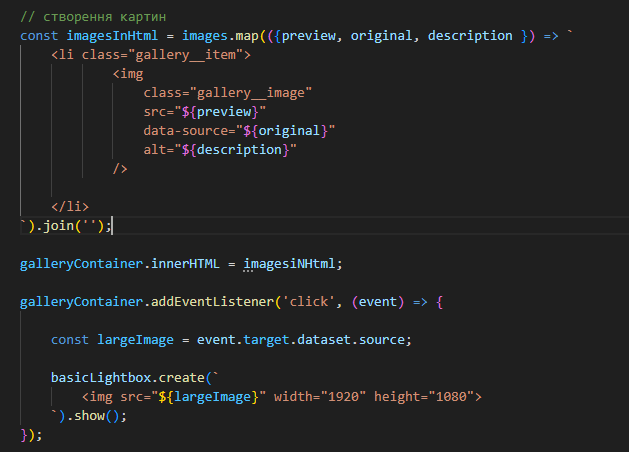 // створення картин
const imagesInHtml = images.map(({preview, original, description }) => `
<li class="gallery__item">
<img
class="gallery__image"
src="${preview}"
data-source="${original}"
alt="${description}"
/>
</li>
`).join('');
galleryContainer.innerHTML = imagesiNHtml;
galleryContainer.addEventListener('click', (event) => {
const largeImage = event.target.dataset.source;
basicLightbox.create(`
<img src="${largeImage}" width="1920" height="1080">
`).show();
});